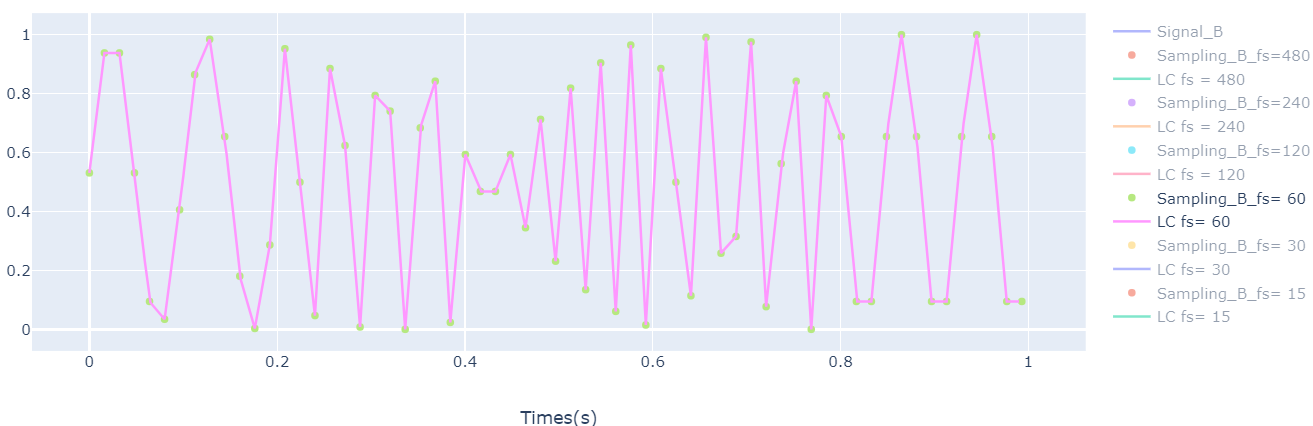 1
0.8
0.6
0.4
0.2
0
0 0.2 0.4 0.6 0.8 1
Times(s)
Signal_B
Sampling_B_fs=480
LC fs = 480
Sampling_B_fs=240
LC fs = 240
Sampling_B_fs=120
LC fs = 120
Sampling_B_fs= 60
LC fs= 60
Sampling_B_fs= 30
LC fs= 30
Sampling_B_fs= 15
LC fs= 15